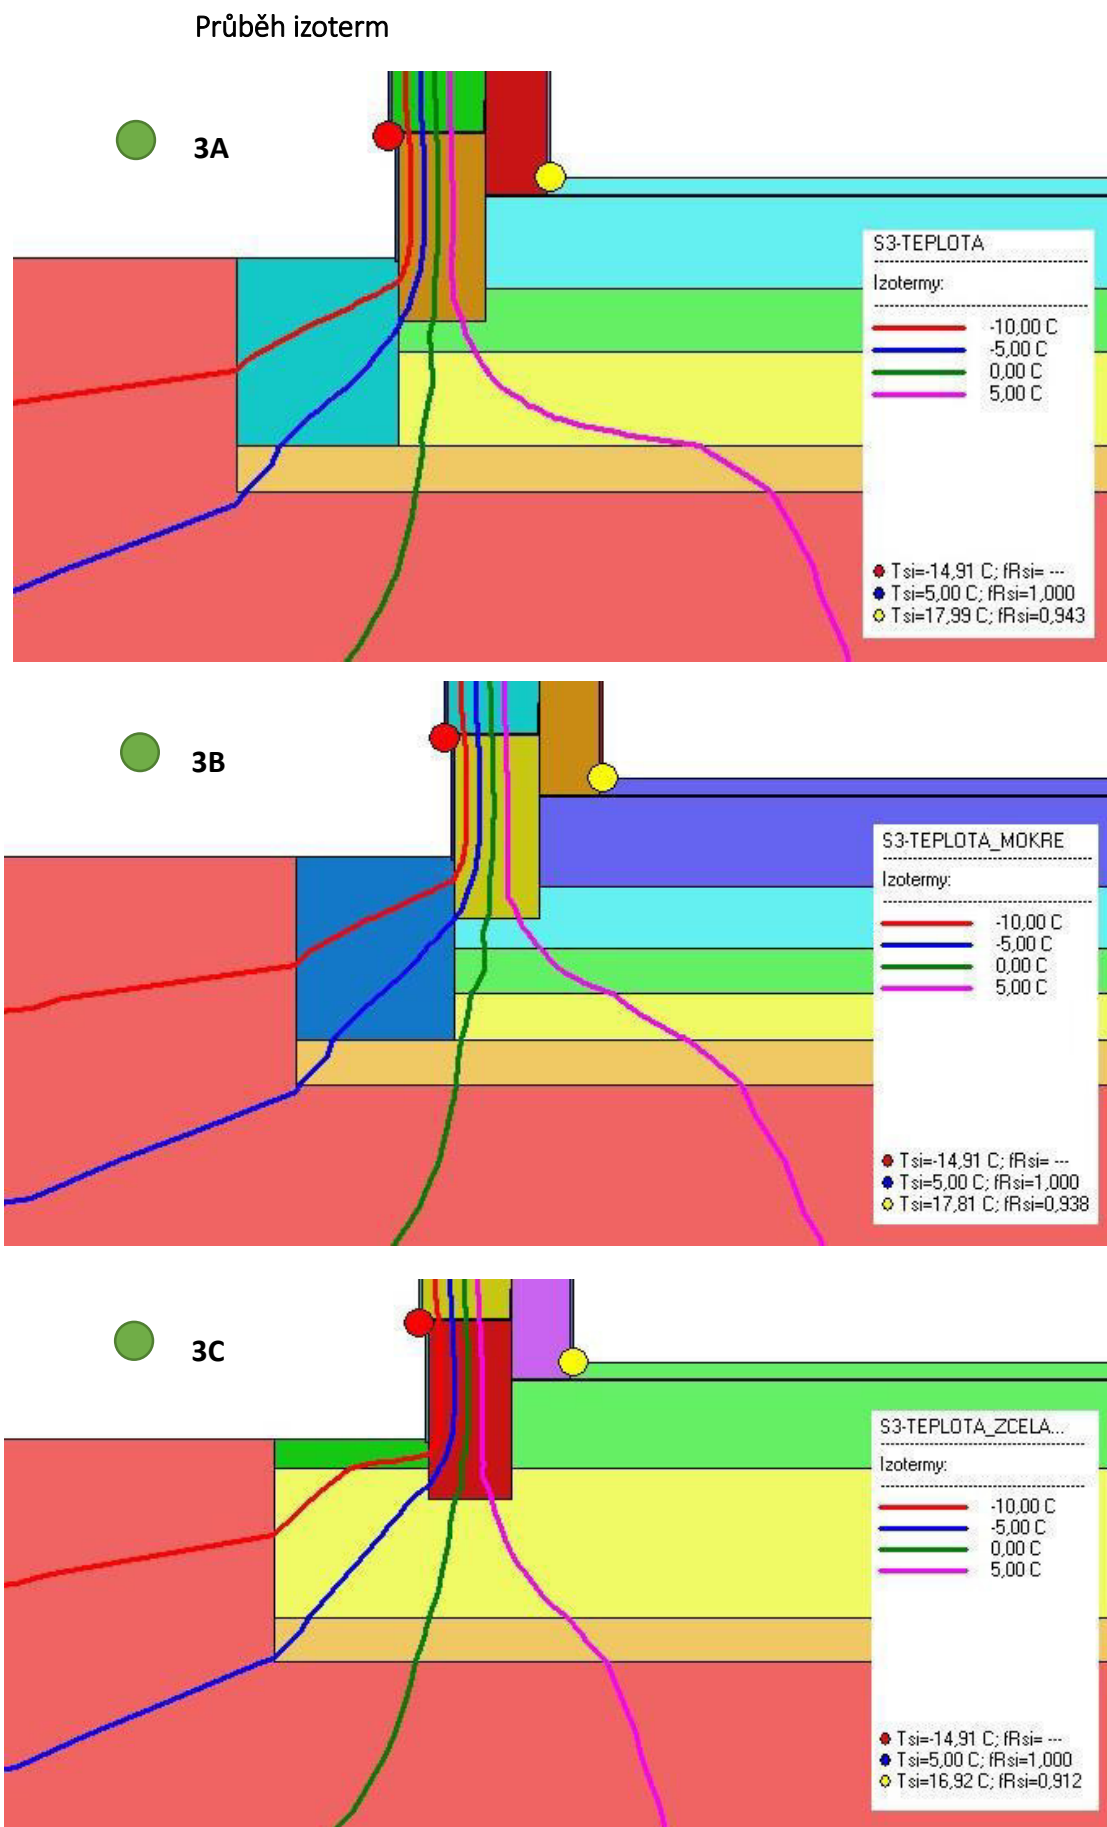 Průběh izoterm
3A
S3-TEPLOTA
Izotermy:
-10,00 C
-5,00 C
0,00 C
5,00 C
Tsi=-14,91 C; fRsi= ---
Tsi=5,00 C; fRsi=1,000
Tsi=17,99 C; fRsi=0,943
3B
S3-TEPLOTA_MOKRE
Izotermy:
-10,00 C
-5,00 C
0,00 C
5,00 C
Tsi=-14,91 C; fRsi= ---
Tsi=5,00 C; fRsi=1,000
Tsi=17,81 C; fRsi=0,938
3C
S3-TEPLOTA_ZCELA...
Izotermy:
-10,00 C
-5,00 C
0,00 C
5,00 C
Tsi=-14,91 C; fRsi= ---
Tsi=5,00 C; fRsi=1,000
Tsi=16,92 C; fRsi=0,912